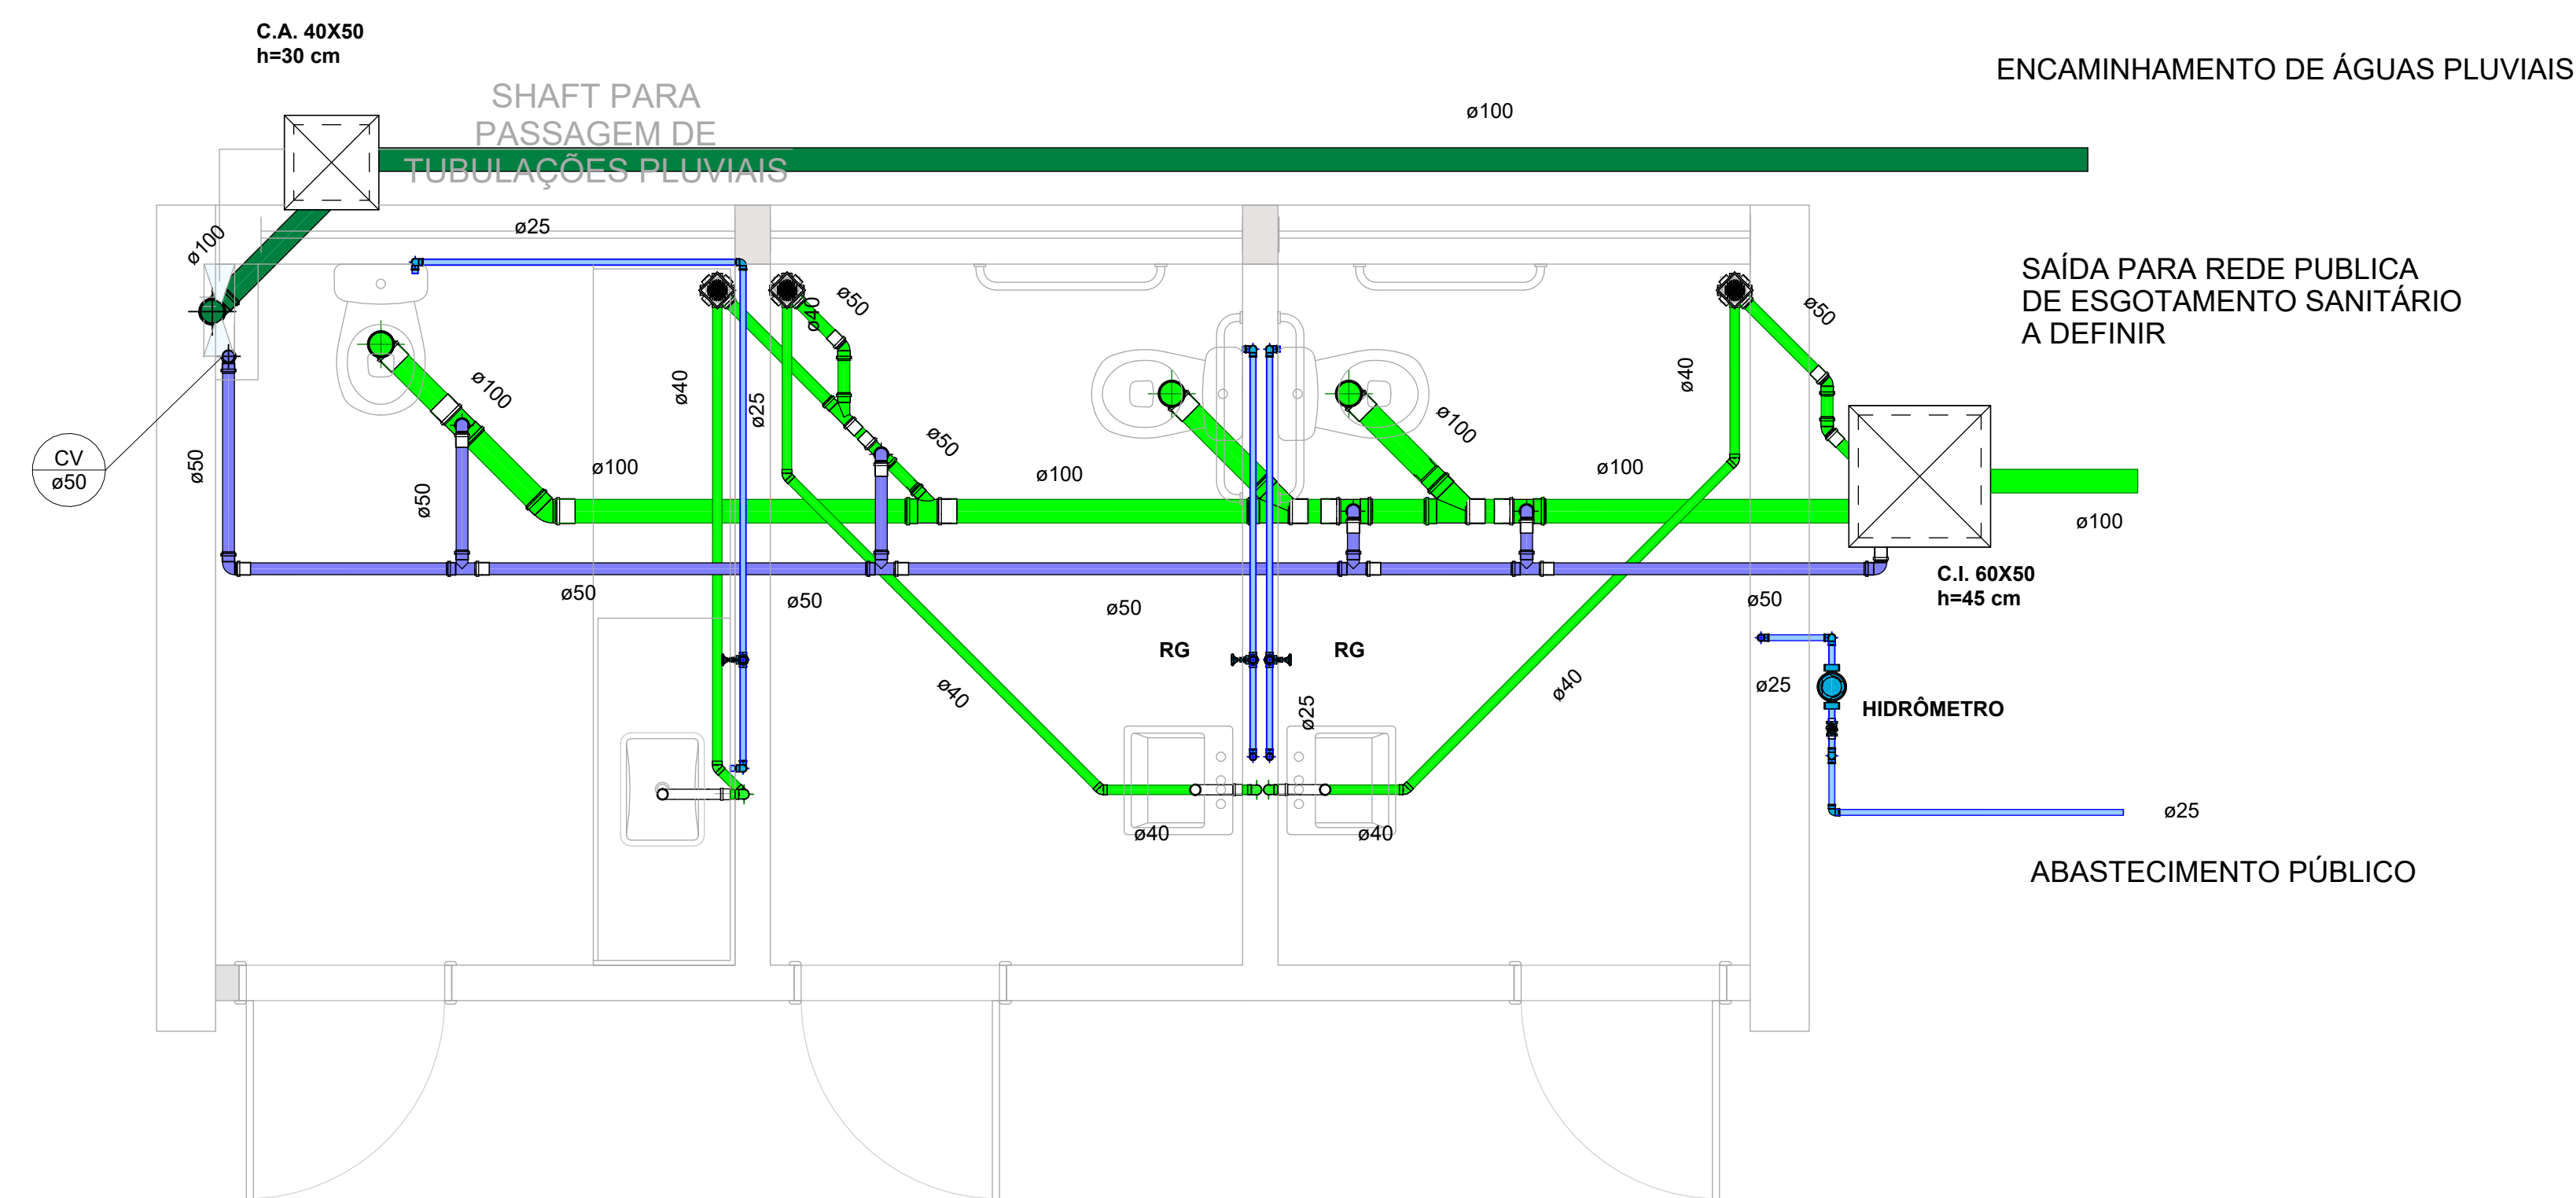 C.A. 40X50
h=30 cm
ENCAMINHAMENTO DE ÁGUAS PLUVIAIS
SHAFT PARA
PASSAGEM DE
TUBULAÇÕES PLUVIAIS
ø100
ø100
ø25
SAÍDA PARA REDE PUBLICA
DE ESGOTAMENTO SANITÁRIO
A DEFINIR
ø40
ø50
ø50
ø100
ø40
ø25
ø100
ø40
CV
ø50
ø50
ø50
ø100
ø50
ø100
ø100
ø100
C.I. 60X50
h=45 cm
ø50
ø50
ø50
ø50
RG
RG
ø40
ø25
ø40
ø25
HIDRÔMETRO
ø40
ø40
ø25
ABASTECIMENTO PÚBLICO